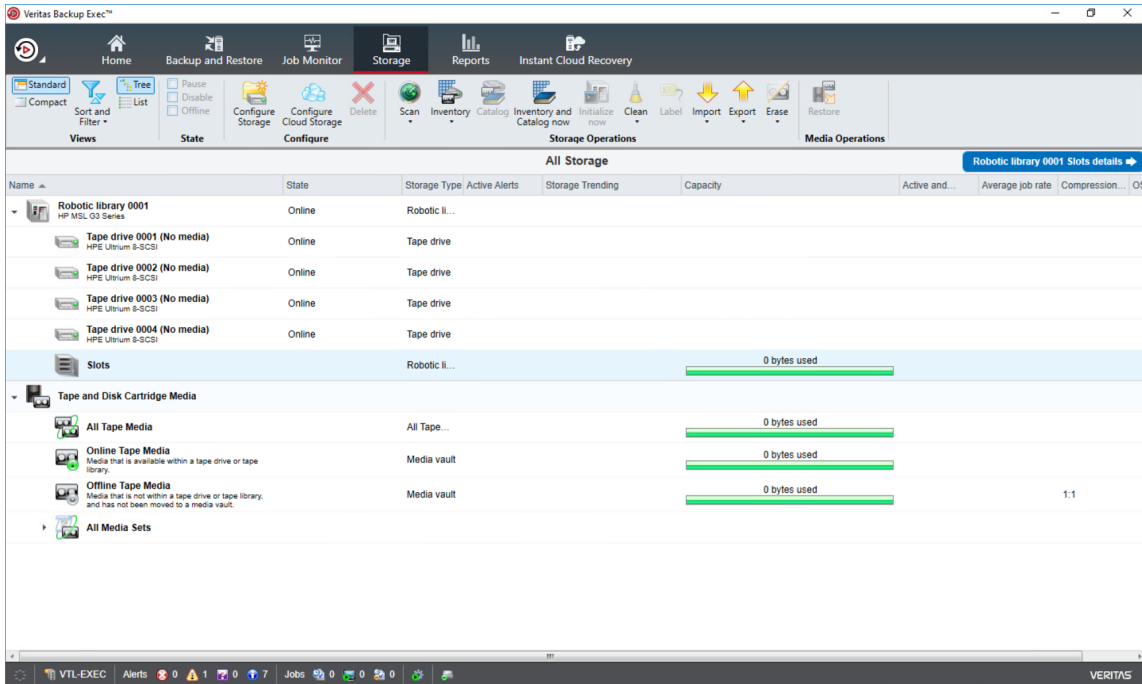 Veritas Backup Exec™
Home
Backup and Restore
Job Monitor
Storage
Reports
Instant Cloud Recovery
Standard
Compact
Sort and
Filter
Tree
List
Views
Pause
Disable
Offline
State
Configure
Storage
Configure
Cloud Storage
Delete
Configure
Scan
Inventory
Catalog
Inventory and
Catalog now
Initialize
now
Clean
Label
Import
Export
Erase
Storage Operations
Restore
Media Operations
All Storage
Robotic library 0001 Slots details
Name State Storage Type Active Alerts Storage Trending Capacity Active and... Average job rate Compression... OS
Robotic library 0001
HP MSL G3 Series
Online Robotic li...
Tape drive 0001 (No media)
HPE Ultrium 8-SCSI
Online Tape drive
Tape drive 0002 (No media)
HPE Ultrium 8-SCSI
Online Tape drive
Tape drive 0003 (No media)
HPE Ultrium 8-SCSI
Online Tape drive
Tape drive 0004 (No media)
HPE Ultrium 8-SCSI
Online Tape drive
Slots Robotic li... 0 bytes used
Tape and Disk Cartridge Media
All Tape Media All Tape... 0 bytes used
Online Tape Media
Media that is available within a tape drive or tape
library.
Media vault 0 bytes used
Offline Tape Media
Media that is not within a tape drive or tape library,
and has not been moved to a media vault.
Media vault 0 bytes used 1:1
All Media Sets
VTL-EXEC Alerts 0 1 0 7 Jobs 0 0 0 VERITAS